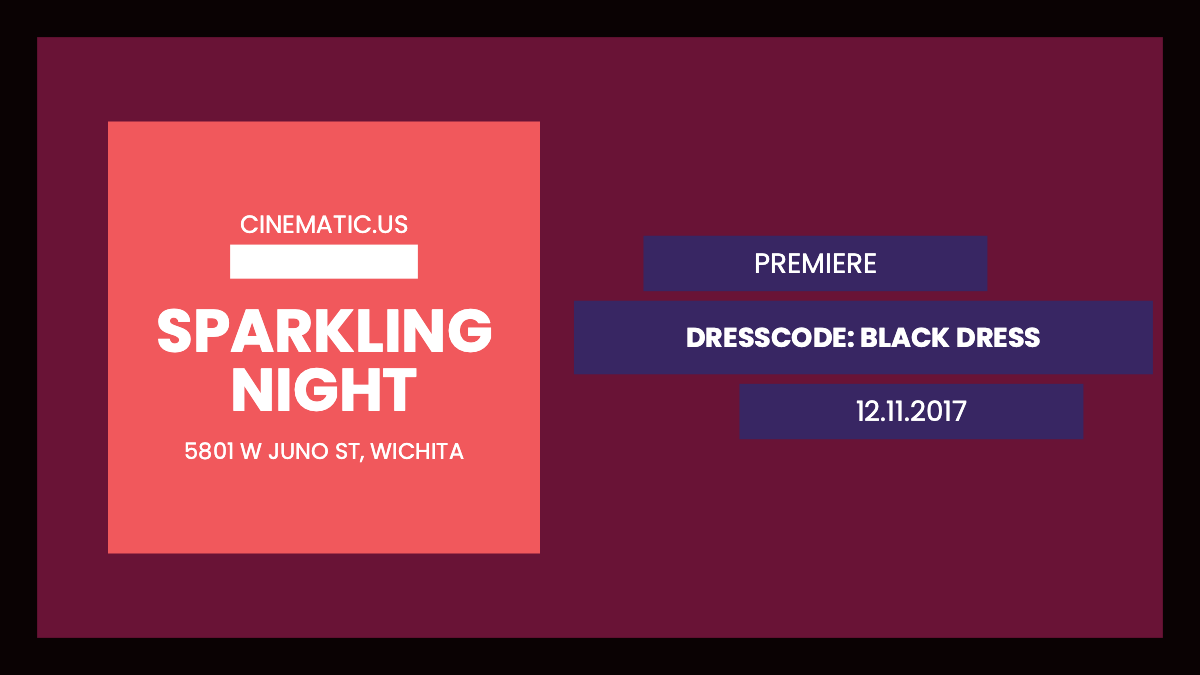 CINEMATIC.US
SPARKLING
NIGHT
5801 W JUNO ST, WICHITA
PREMIERE
DRESSCODE: BLACK DRESS
12.11.2017